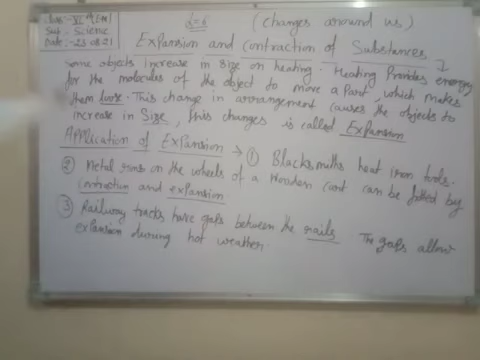 Class:- VI (EM)
Sub:- Science
Date:- 23.08.21
L=6 (Changes around us)
Expansion and Contraction of Substances
Some objects increase in size on heating. Heating Provides energy
for the molecules of the object to move a Part, which makes
them loose. This change in arrangement causes the objects to
increase in Size, this changes is called Expansion
Application of Expansion → ① Blacksmiths heat iron tools.
② Metal rims on the wheels of a wooden cart can be fitted by
Contraction and expansion
③ Railway tracks have gaps between the rails The gaps allow
expansion during hot weather.